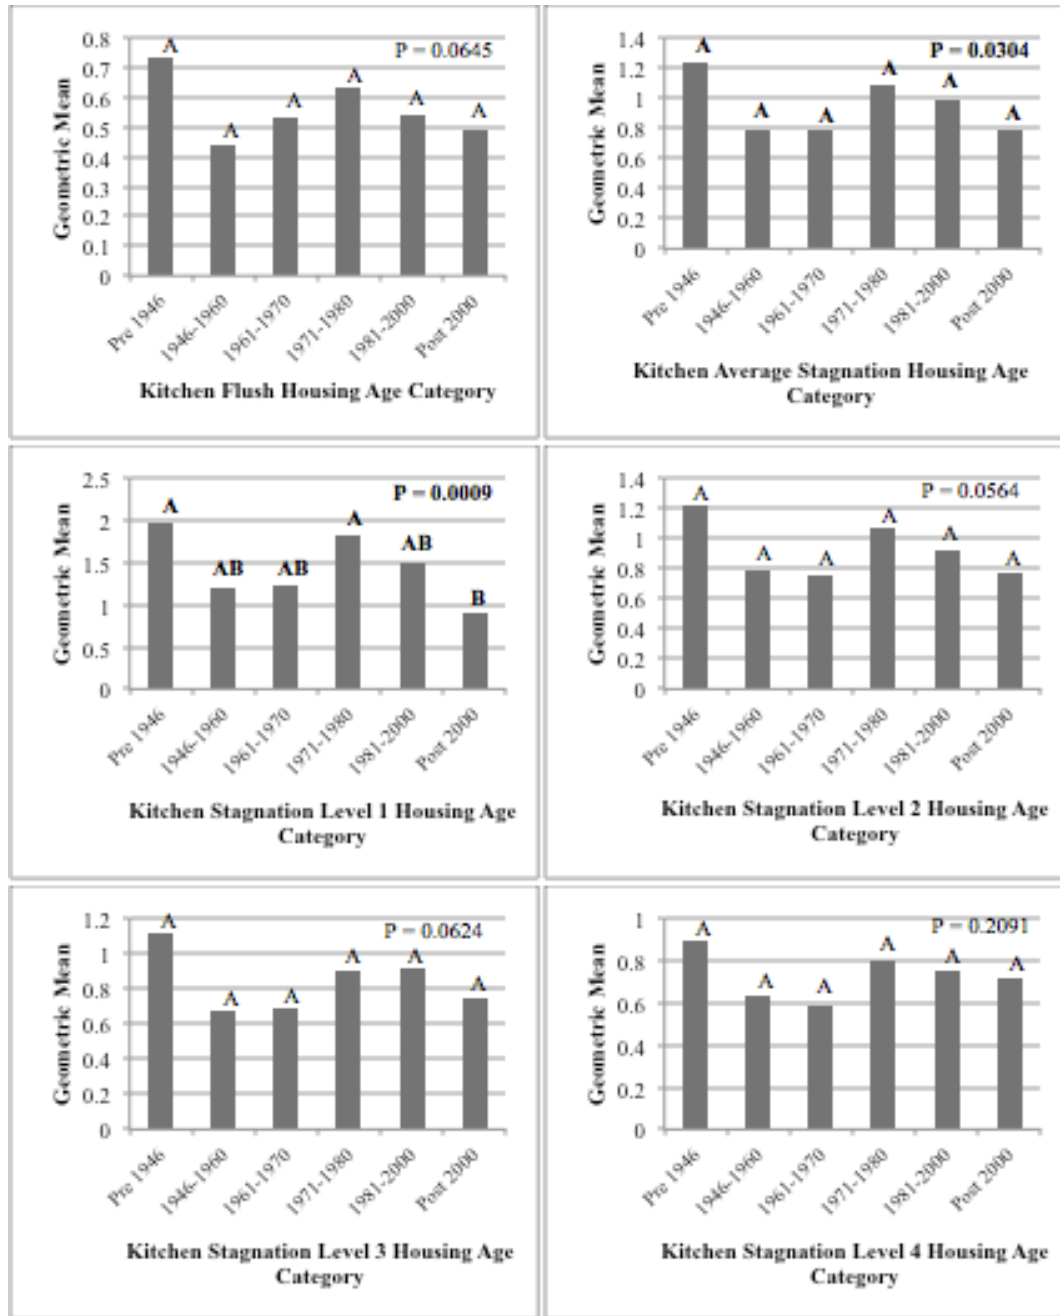 0.8
0.7
0.6
0.5
0.4
0.3
0.2
0.1
0
Geometric Mean
A
A
A
A
A
A
P = 0.0645
Pre 1946
1946-1960
1961-1970
1971-1980
1981-2000
Post 2000
Kitchen Flush Housing Age Category
1.4
1.2
1
0.8
0.6
0.4
0.2
0
Geometric Mean
A
A
A
A
A
A
P = 0.0304
Pre 1946
1946-1960
1961-1970
1971-1980
1981-2000
Post 2000
Kitchen Average Stagnation Housing Age
Category
2.5
2
1.5
1
0.5
0
Geometric Mean
A
AB
AB
A
AB
B
P = 0.0009
Pre 1946
1946-1960
1961-1970
1971-1980
1981-2000
Post 2000
Kitchen Stagnation Level 1 Housing Age
Category
1.4
1.2
1
0.8
0.6
0.4
0.2
0
Geometric Mean
A
A
A
A
A
A
P = 0.0564
Pre 1946
1946-1960
1961-1970
1971-1980
1981-2000
Post 2000
Kitchen Stagnation Level 2 Housing Age
Category
1.2
1
0.8
0.6
0.4
0.2
0
Geometric Mean
A
A
A
A
A
A
P = 0.0624
Pre 1946
1946-1960
1961-1970
1971-1980
1981-2000
Post 2000
Kitchen Stagnation Level 3 Housing Age
Category
1
0.8
0.6
0.4
0.2
0
Geometric Mean
A
A
A
A
A
A
P = 0.2091
Pre 1946
1946-1960
1961-1970
1971-1980
1981-2000
Post 2000
Kitchen Stagnation Level 4 Housing Age
Category